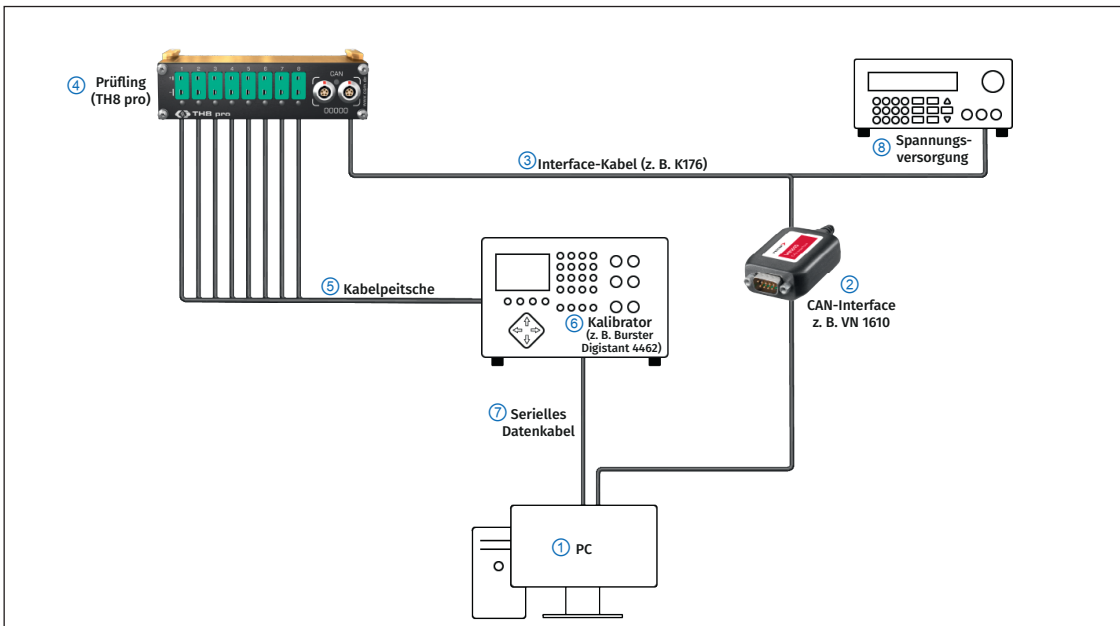 1 2 3 4 5 6 7 8
CAN
TH8 pro
④ Prüfling
(TH8 pro)
⑧ Spannungs-
versorgung
③ Interface-Kabel (z. B. K176)
② 
CAN-Interface
z. B. VN 1610
⑤ Kabelpeitsche
⑥ Kalibrator
(z. B. Burster
Digistant 4462)
⑦ Serielles
Datenkabel
① PC